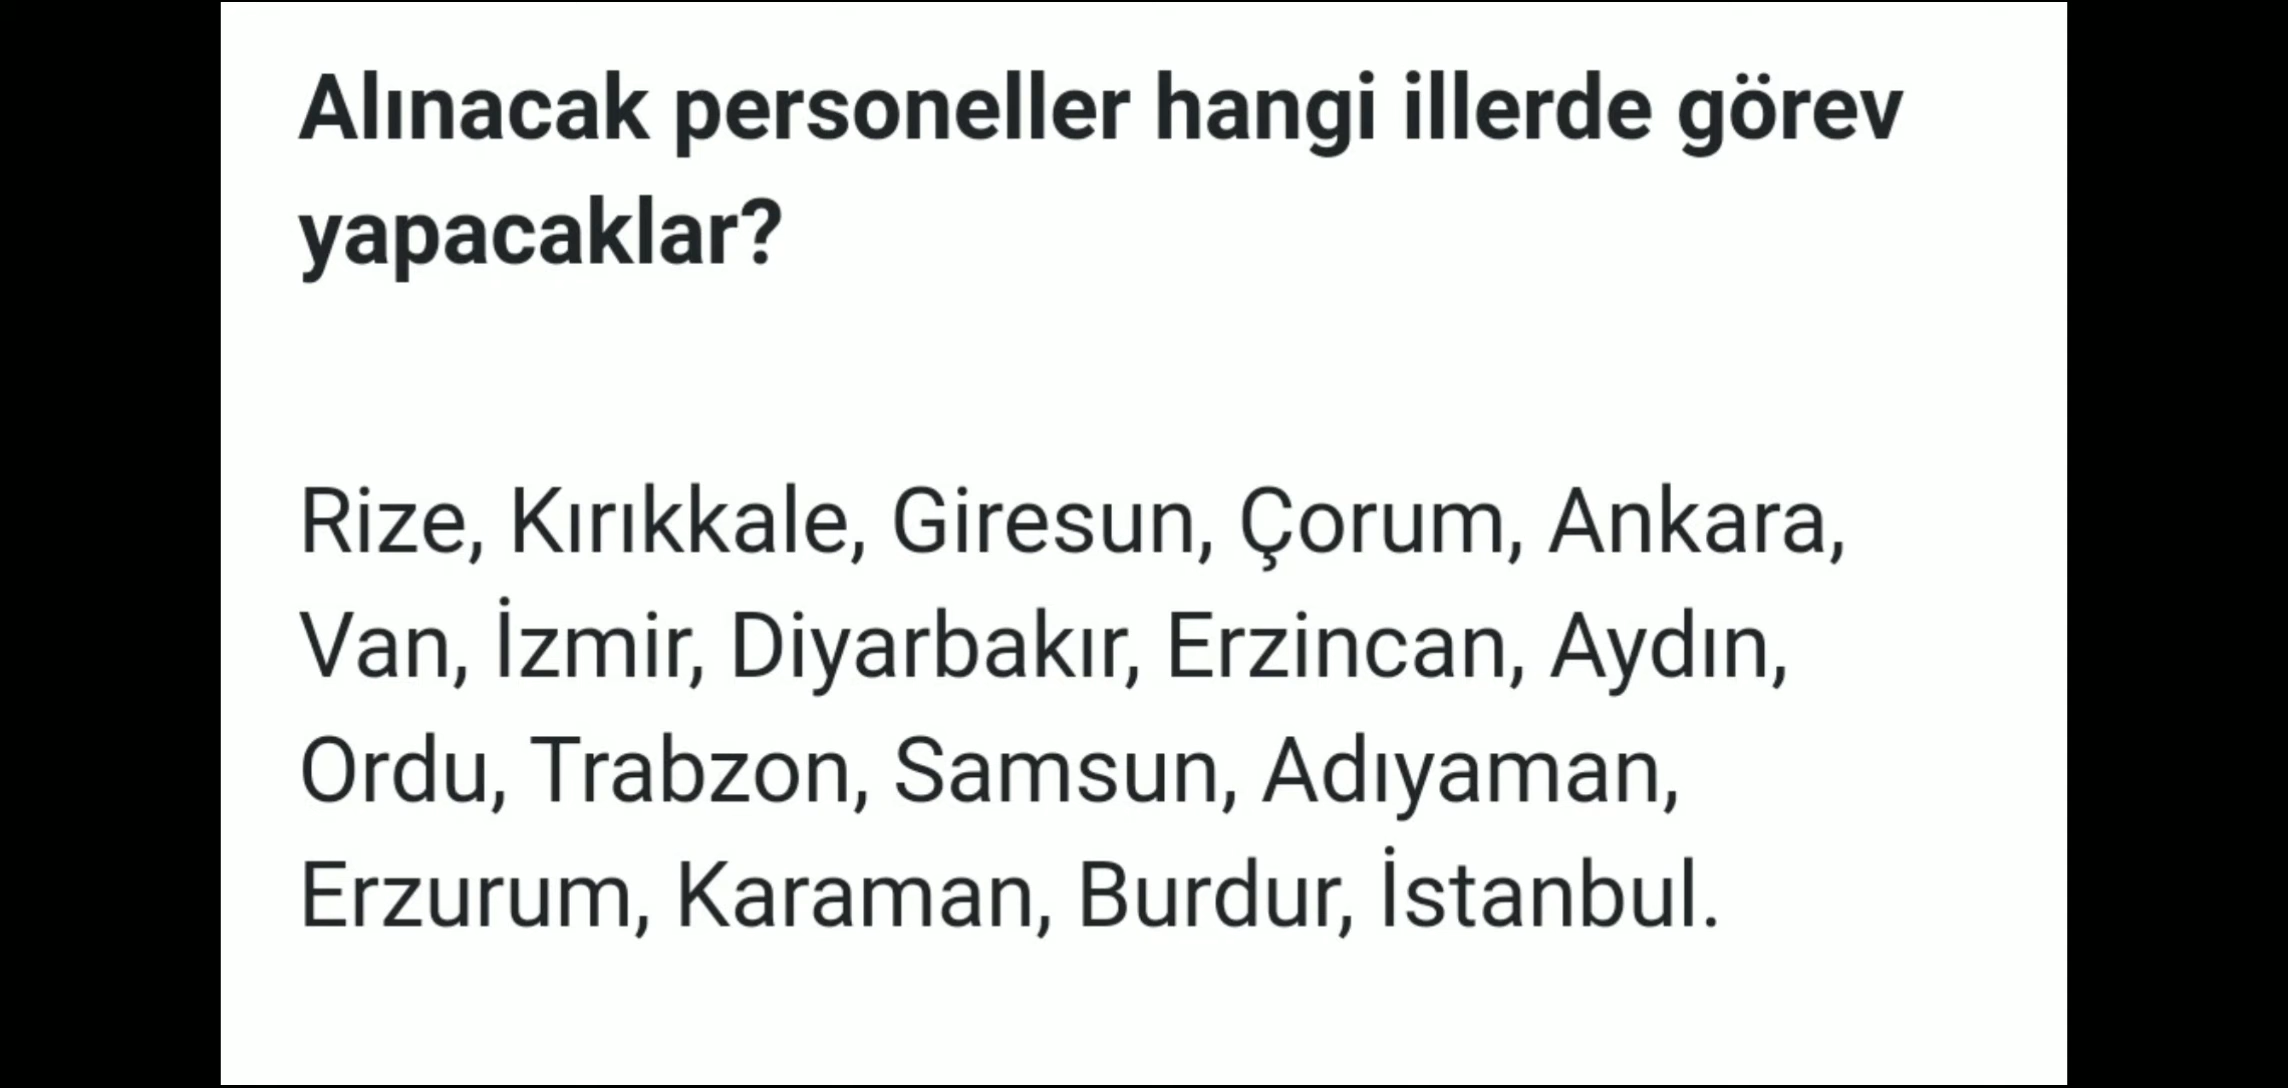 Alınacak personeller hangi illerde görev
yapacaklar?
Rize, Kırıkkale, Giresun, Çorum, Ankara,
Van, İzmir, Diyarbakır, Erzincan, Aydın,
Ordu, Trabzon, Samsun, Adıyaman,
Erzurum, Karaman, Burdur, İstanbul.